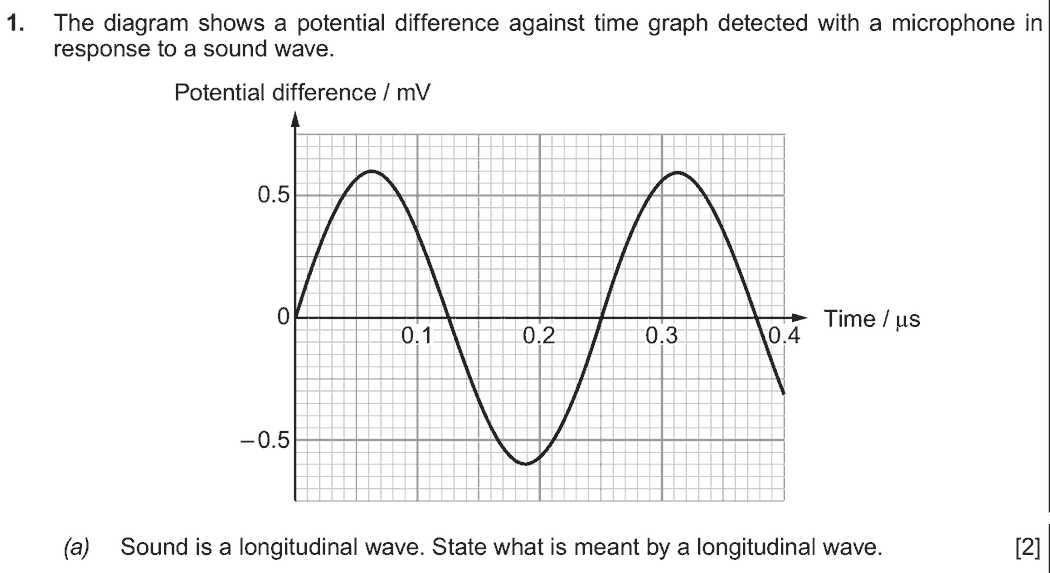 1. The diagram shows a potential difference against time graph detected with a microphone in
response to a sound wave.
Potential difference / mV
0.5
0
0.1 0.2 0.3 0.4 Time / μs
−0.5
(a) Sound is a longitudinal wave. State what is meant by a longitudinal wave. [2]